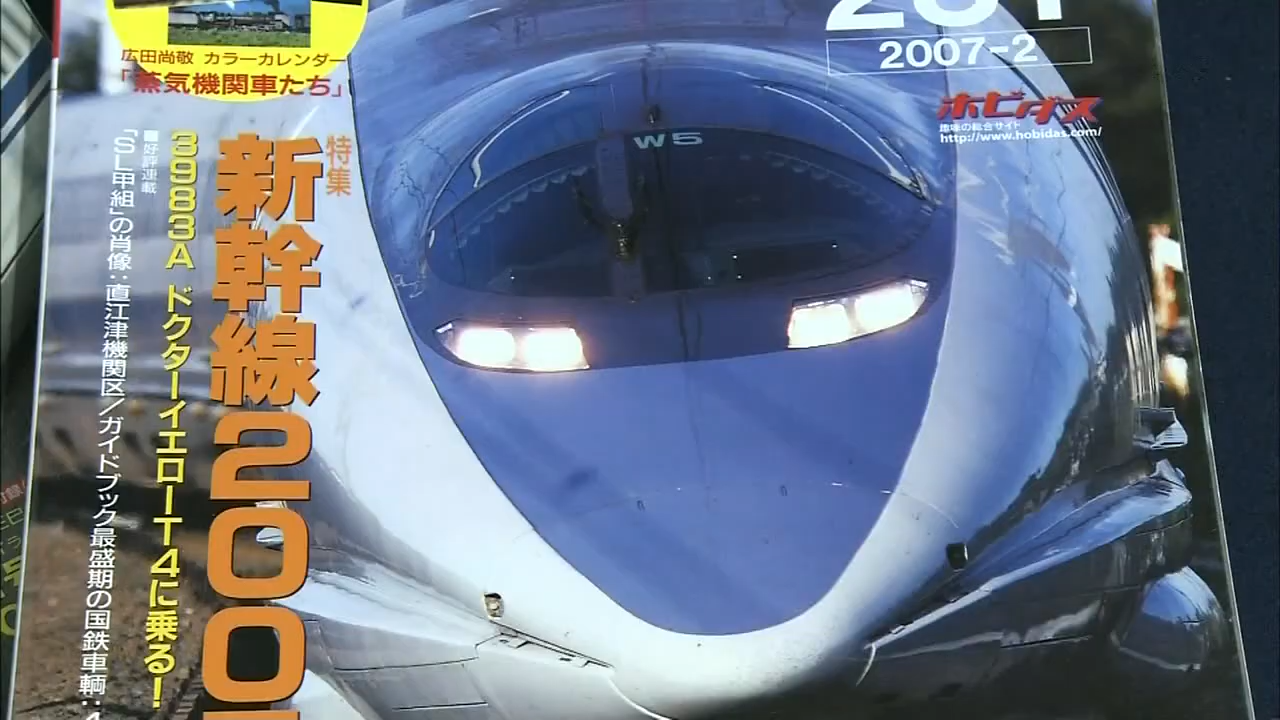 広田尚敬 カラーカレンダー
「蒸気機関車たち」
2007-2
ホビダス
趣味の総合サイト
http://www.hobidas.com/
W5
特集
新幹線200
3983A ドクターイエローT4に乗る!
■好評連載
「SL甲組」の肖像:直江津機関区/ガイドブック最盛期の国鉄車輌: